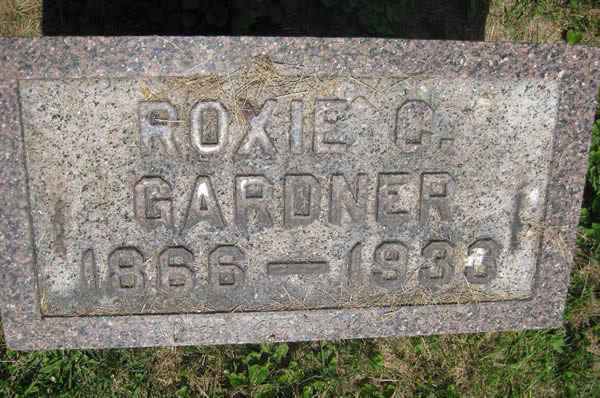 ROXIE C.
GARDNER
1866 — 1933